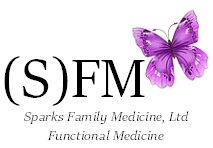 (S)FM
Sparks Family Medicine, Ltd
Functional Medicine